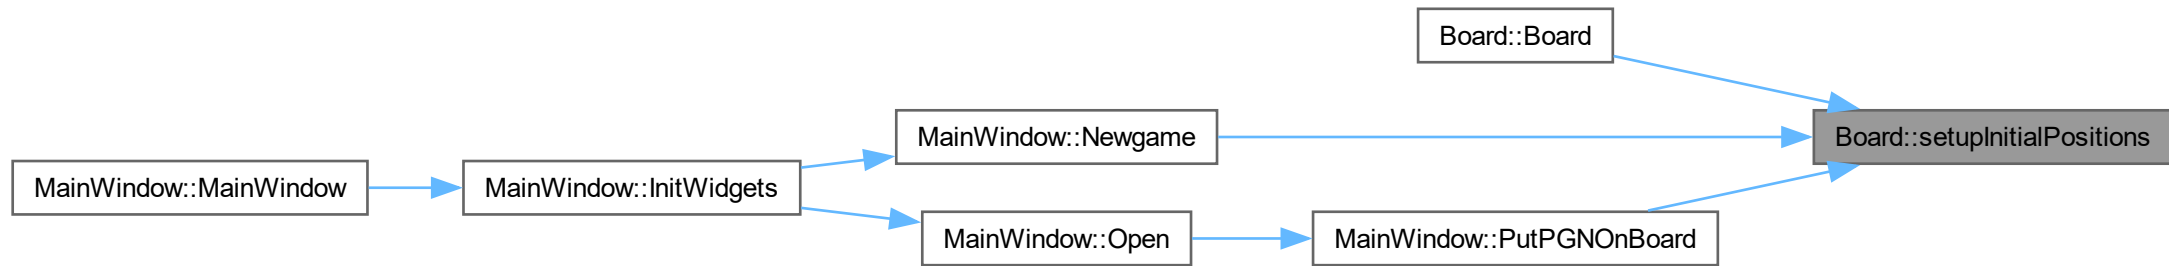 Board::Board
MainWindow::Newgame
Board::setupInitialPositions
MainWindow::MainWindow
MainWindow::InitWidgets
MainWindow::Open
MainWindow::PutPGNOnBoard